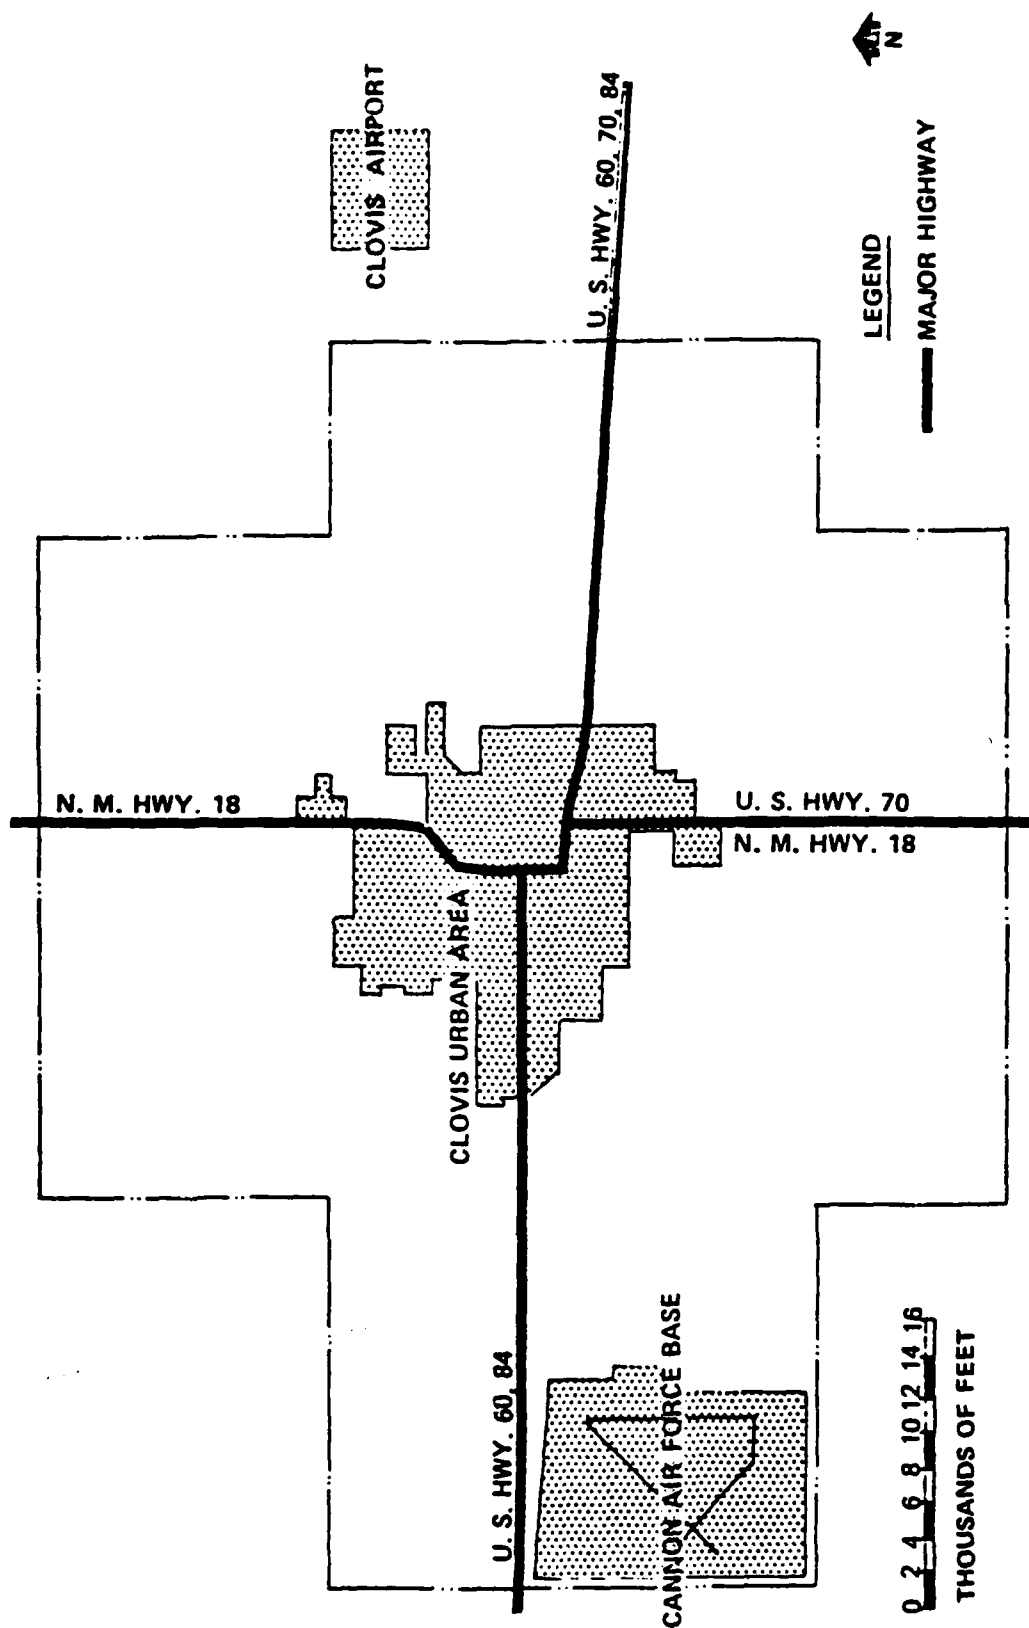 N. M. HWY. 18
CLOVIS AIRPORT
U. S. HWY. 60, 70, 84
CLOVIS URBAN AREA
U. S. HWY. 60, 84
U. S. HWY. 70
N. M. HWY. 18
CANNON AIR FORCE BASE
N
LEGEND
MAJOR HIGHWAY
0 2 4 6 8 10 12 14 16
THOUSANDS OF FEET